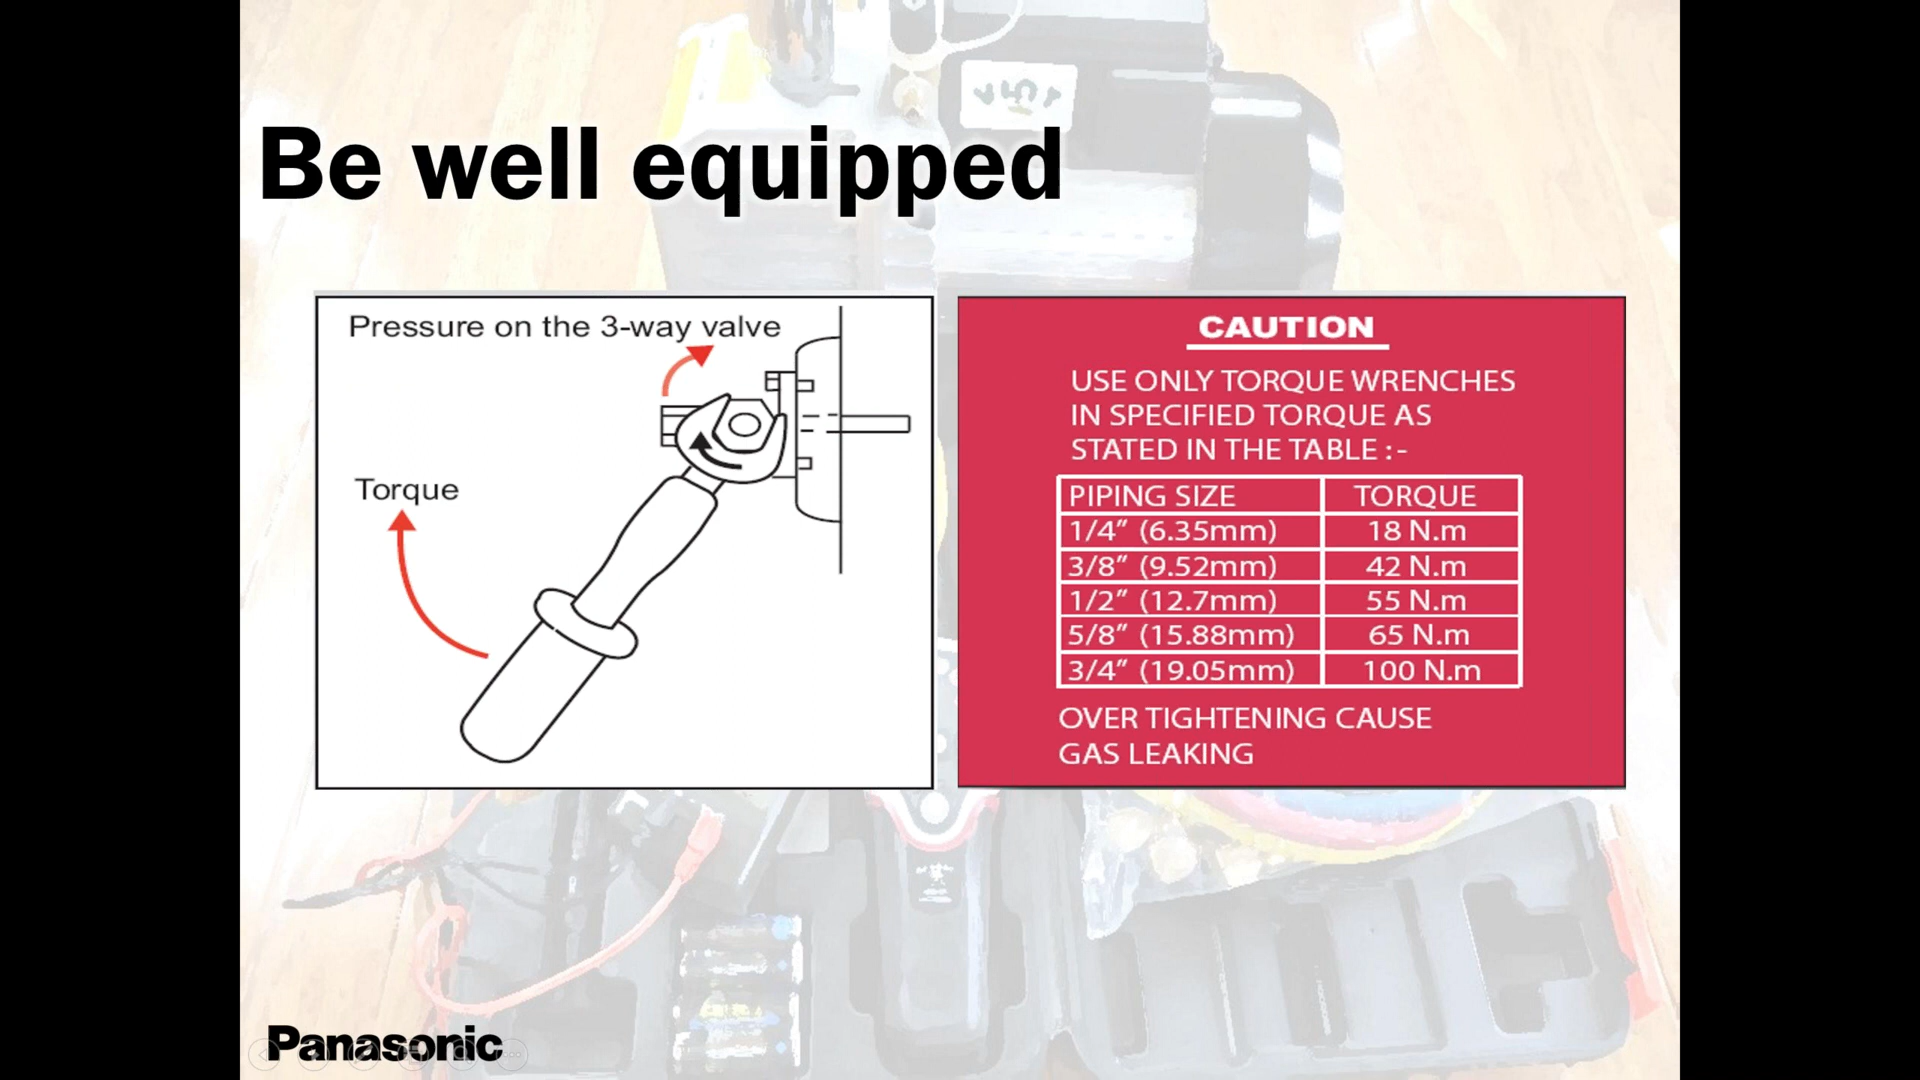 Be well equipped
Pressure on the 3-way valve
Torque
CAUTION
USE ONLY TORQUE WRENCHES
IN SPECIFIED TORQUE AS
STATED IN THE TABLE :-
PIPING SIZE TORQUE
1/4” (6.35mm) 18 N.m
3/8” (9.52mm) 42 N.m
1/2” (12.7mm) 55 N.m
5/8” (15.88mm) 65 N.m
3/4” (19.05mm) 100 N.m
OVER TIGHTENING CAUSE
GAS LEAKING
Panasonic